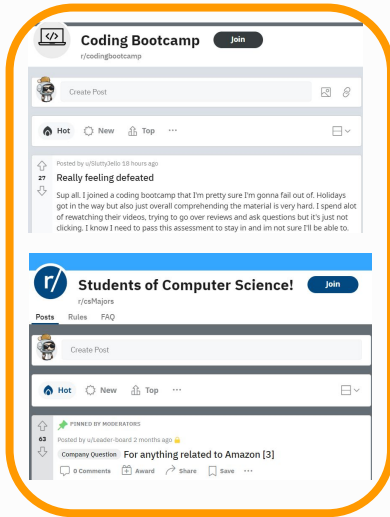 Coding Bootcamp Join
r/codingbootcamp
Create Post
Hot New Top ...
Posted by u/SluttyJello 18 hours ago
27
Really feeling defeated
Sup all. I joined a coding bootcamp that I'm pretty sure I'm gonna fail out of. Holidays
got in the way but also just overall comprehending the material is very hard. I spend alot
of rewatching their videos, trying to go over reviews and ask questions but it's just not
clicking. I know I need to pass this assessment to stay in and im not sure I'll be able to.
r/
Students of Computer Science! Join
r/csMajors
Posts Rules FAQ
Create Post
Hot New Top ...
PINNED BY MODERATORS
63
Posted by u/Leader-board 2 months ago
Company Question For anything related to Amazon [3]
0 Comments Award Share Save ...